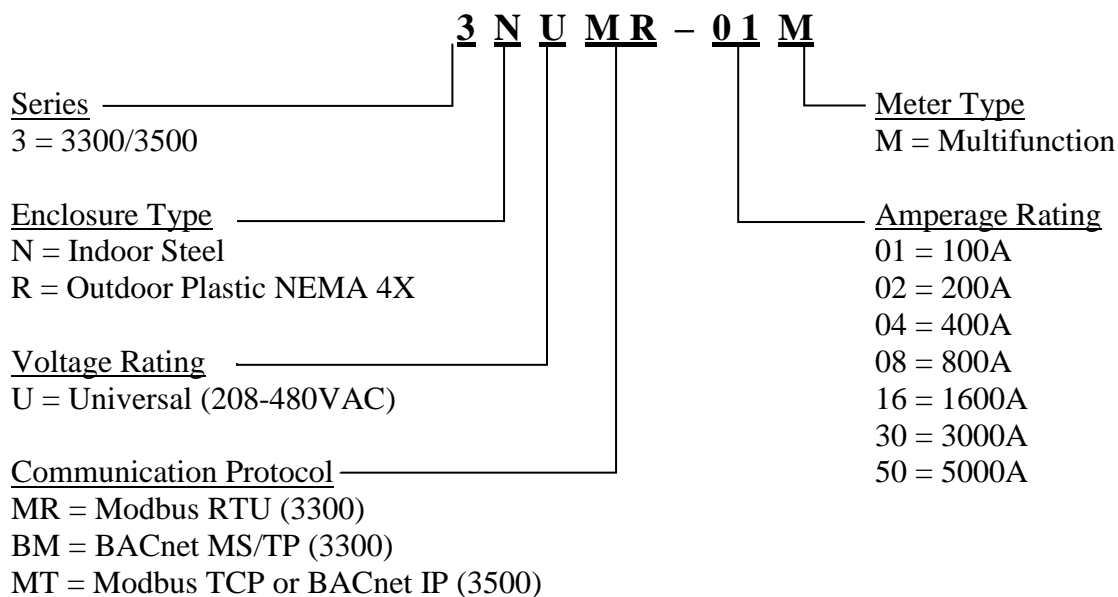 3 N U M R – 0 1 M
Series
3 = 3300/3500
Enclosure Type
N = Indoor Steel
R = Outdoor Plastic NEMA 4X
Voltage Rating
U = Universal (208-480VAC)
Communication Protocol
MR = Modbus RTU (3300)
BM = BACnet MS/TP (3300)
MT = Modbus TCP or BACnet IP (3500)
Meter Type
M = Multifunction
Amperage Rating
01 = 100A
02 = 200A
04 = 400A
08 = 800A
16 = 1600A
30 = 3000A
50 = 5000A